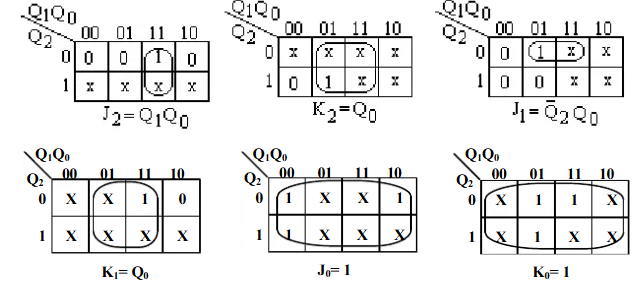 Q1Q0
Q2 00 01 11 10
0 0 0 1 0
1 x x x x
J2=Q1Q0
Q1Q0
Q2 00 01 11 10
0 x x x x
1 0 1 x x
K2=Q0
Q1Q0
Q2 00 01 11 10
0 0 1 x x
1 0 0 x x
J1=Q̄2Q0
Q1Q0
Q2 00 01 11 10
0 X X 1 0
1 X X X X
K1= Q0
Q1Q0
Q2 00 01 11 10
0 1 X X 1
1 1 X X X
J0= 1
Q1Q0
Q2 00 01 11 10
0 X 1 1 X
1 X 1 X X
K0= 1